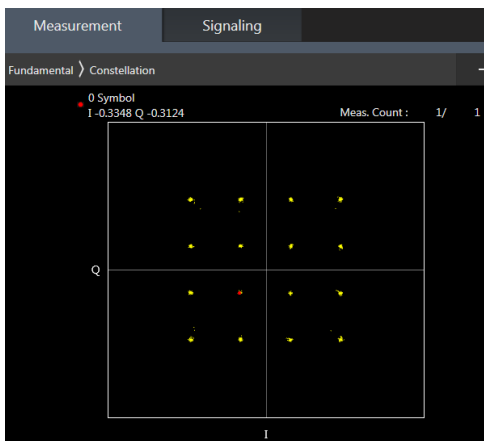 Measurement Signaling
Fundamental 〉 Constellation
0 Symbol
I -0.3348 Q -0.3124 Meas. Count : 1/ 1
Q
I